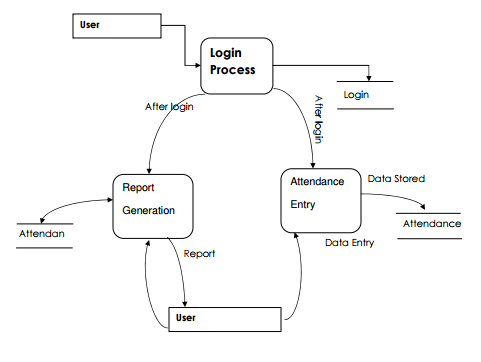 User
Login
Process
Login
After login
After login
Report
Generation
Attendance
Entry
Data Stored
Attendan
Attendance
Data Entry
Report
User